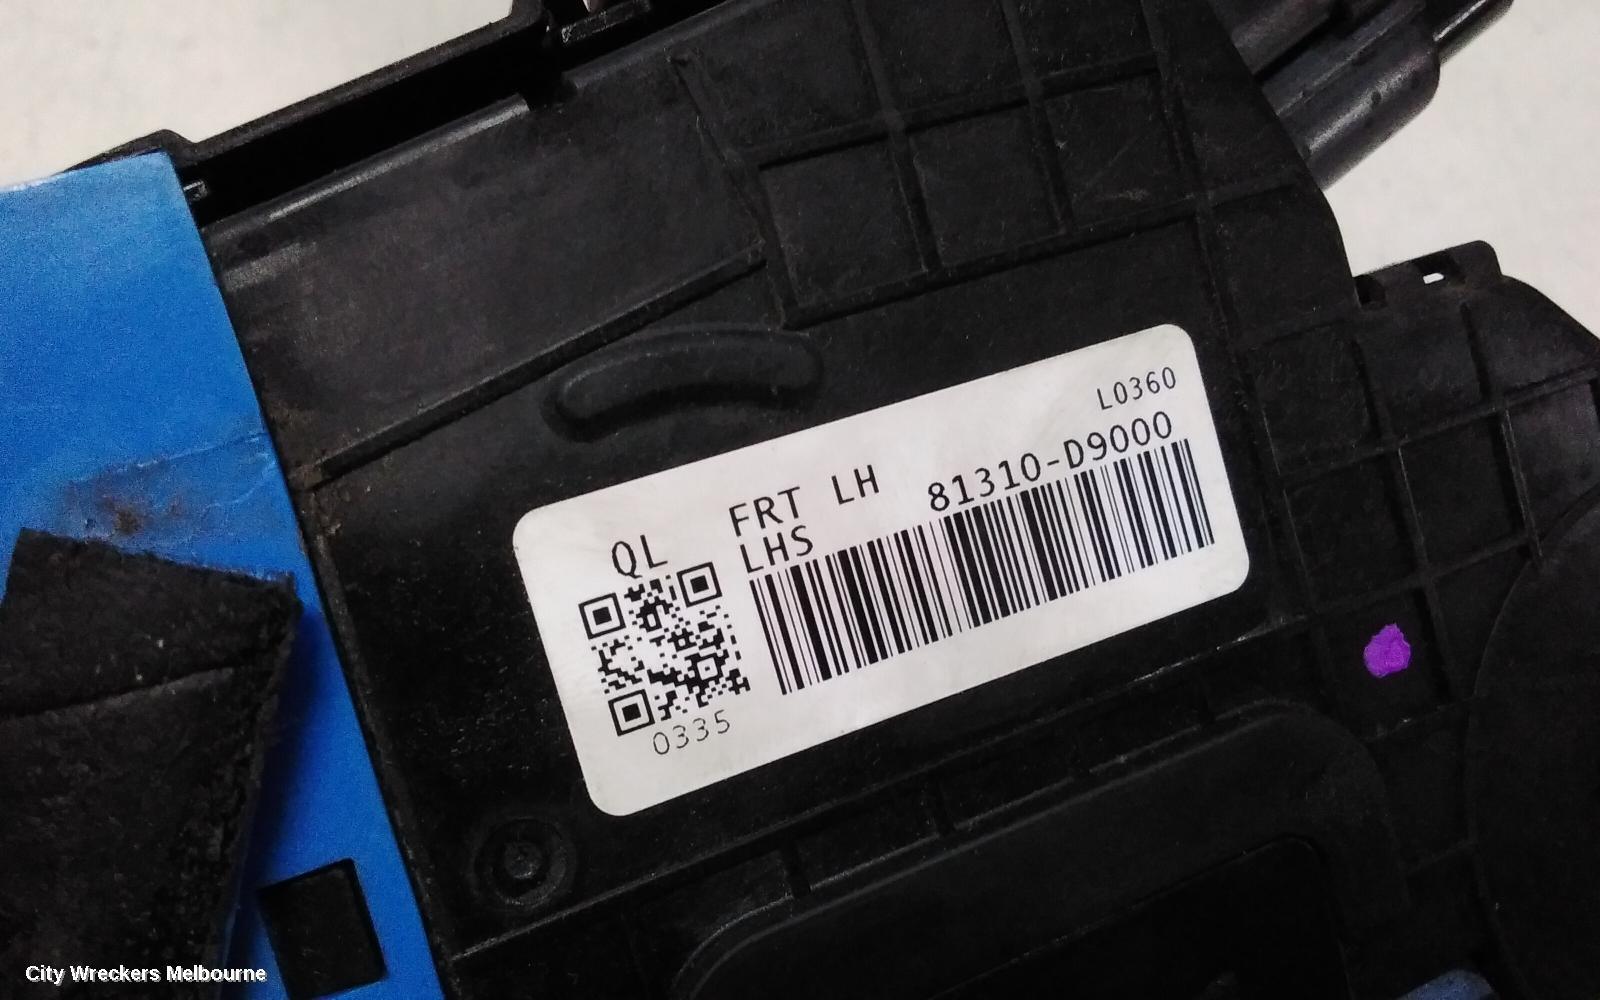 L0360
FRT LH 81310-D9000
QL LHS
0335
City Wreckers Melbourne